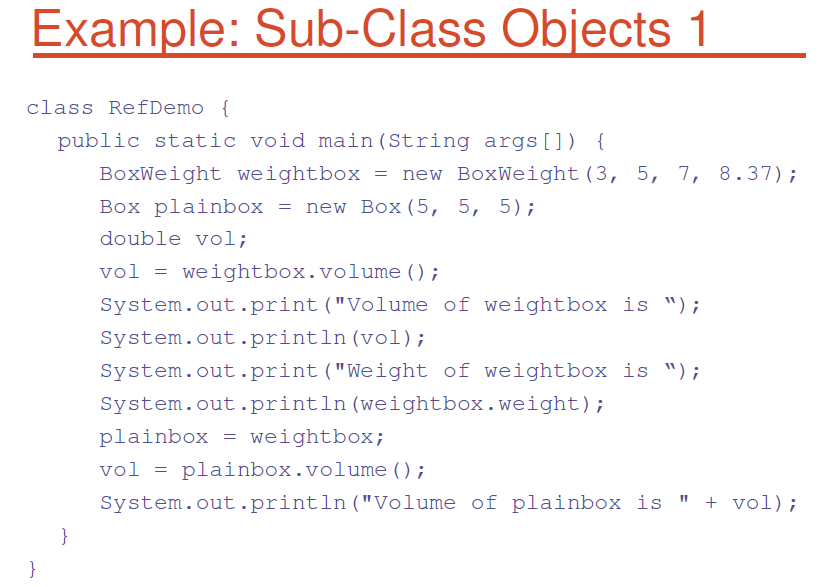 Example: Sub-Class Objects 1
class RefDemo {
public static void main(String args[]) {
BoxWeight weightbox = new BoxWeight(3, 5, 7, 8.37);
Box plainbox = new Box(5, 5, 5);
double vol;
vol = weightbox.volume();
System.out.print("Volume of weightbox is “);
System.out.println(vol);
System.out.print("Weight of weightbox is “);
System.out.println(weightbox.weight);
plainbox = weightbox;
vol = plainbox.volume();
System.out.println("Volume of plainbox is " + vol);
}
}